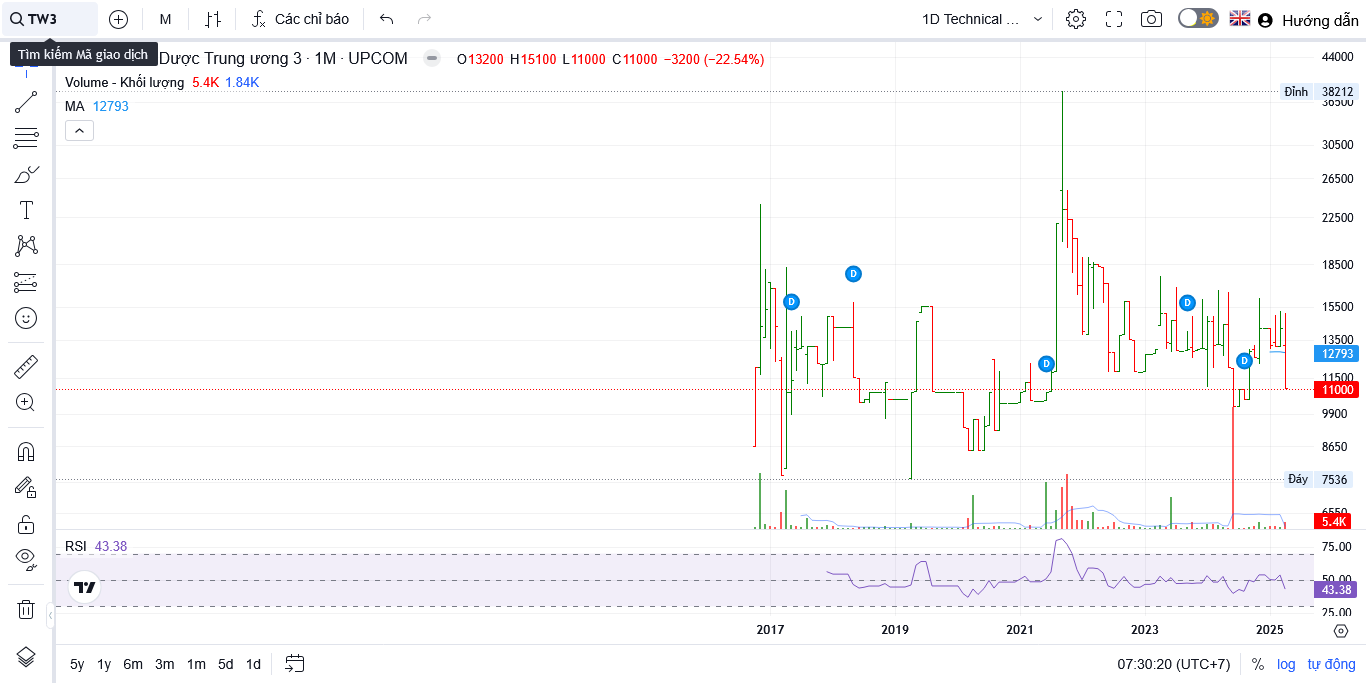 TW3 M Các chỉ báo 1D Technical ... Hướng dẫn
Tìm kiếm Mã giao dịch
Dược Trung ương 3 · 1M · UPCOM O13200 H15100 L11000 C11000 −3200 (−22.54%)
Volume - Khối lượng 5.4K 1.84K
MA 12793
44000
Đỉnh 38212
36500
30500
26500
22500
18500
15500
13500
12793
11500
11000
9900
8650
Đáy 7536
6550
5.4K
D
D
D
D
D
RSI 43.38
75.00
50.00
43.38
25.00
2017 2019 2021 2023 2025
5y 1y 6m 3m 1m 5d 1d 07:30:20 (UTC+7) % log tự động